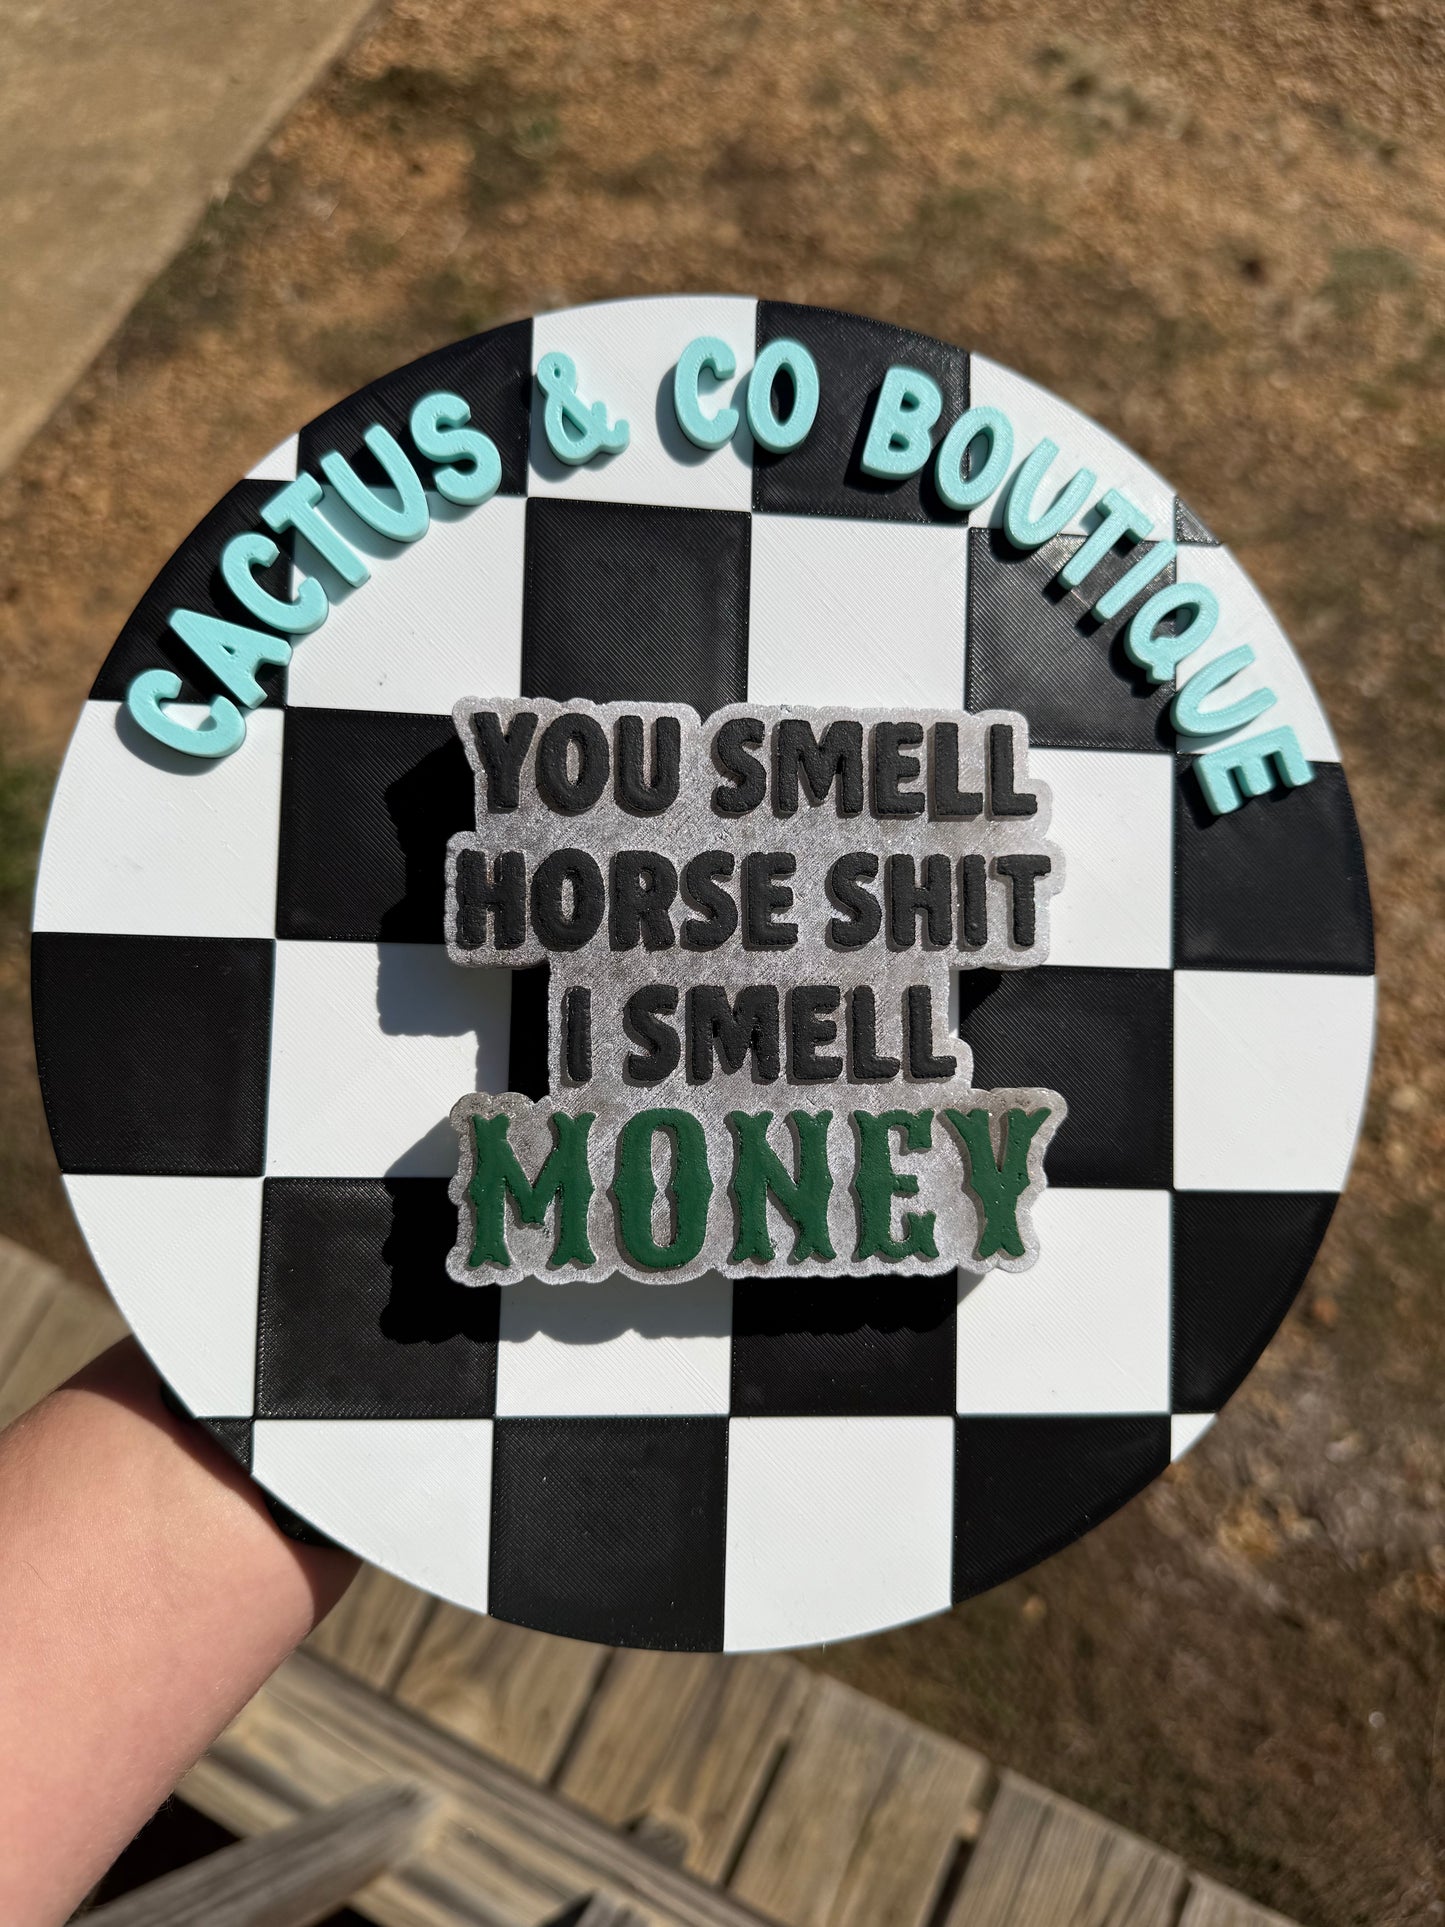 CACTUS & CO BOUTIQUE
YOU SMELL
HORSE SHIT
I SMELL
MONEY